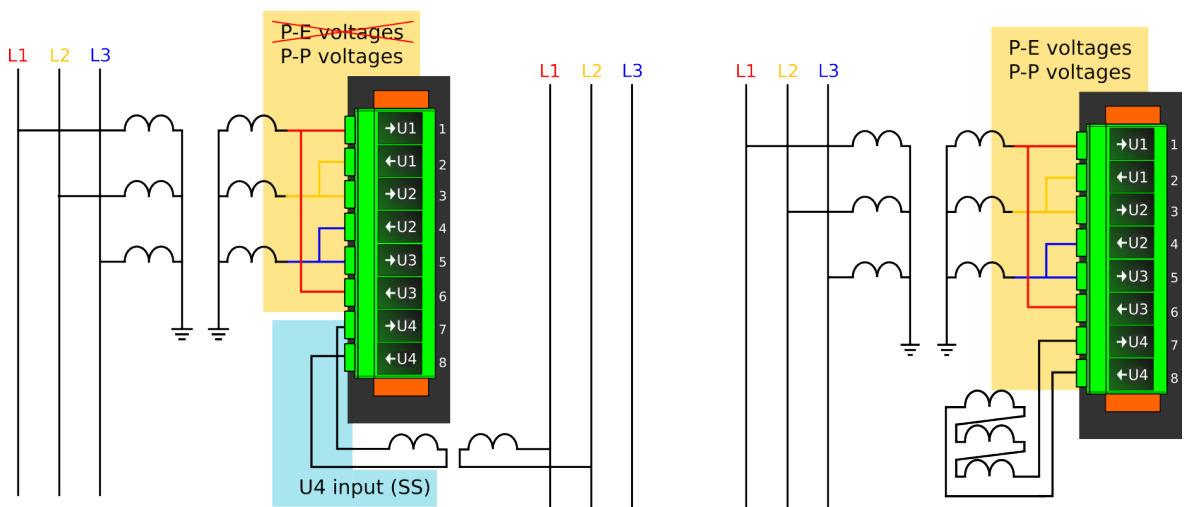 P-E voltages
P-P voltages
L1 L2 L3
→U1 1
←U1 2
→U2 3
←U2 4
→U3 5
←U3 6
→U4 7
←U4 8
U4 input (SS)
L1 L2 L3
L1 L2 L3
P-E voltages
P-P voltages
→U1 1
←U1 2
→U2 3
←U2 4
→U3 5
←U3 6
→U4 7
←U4 8